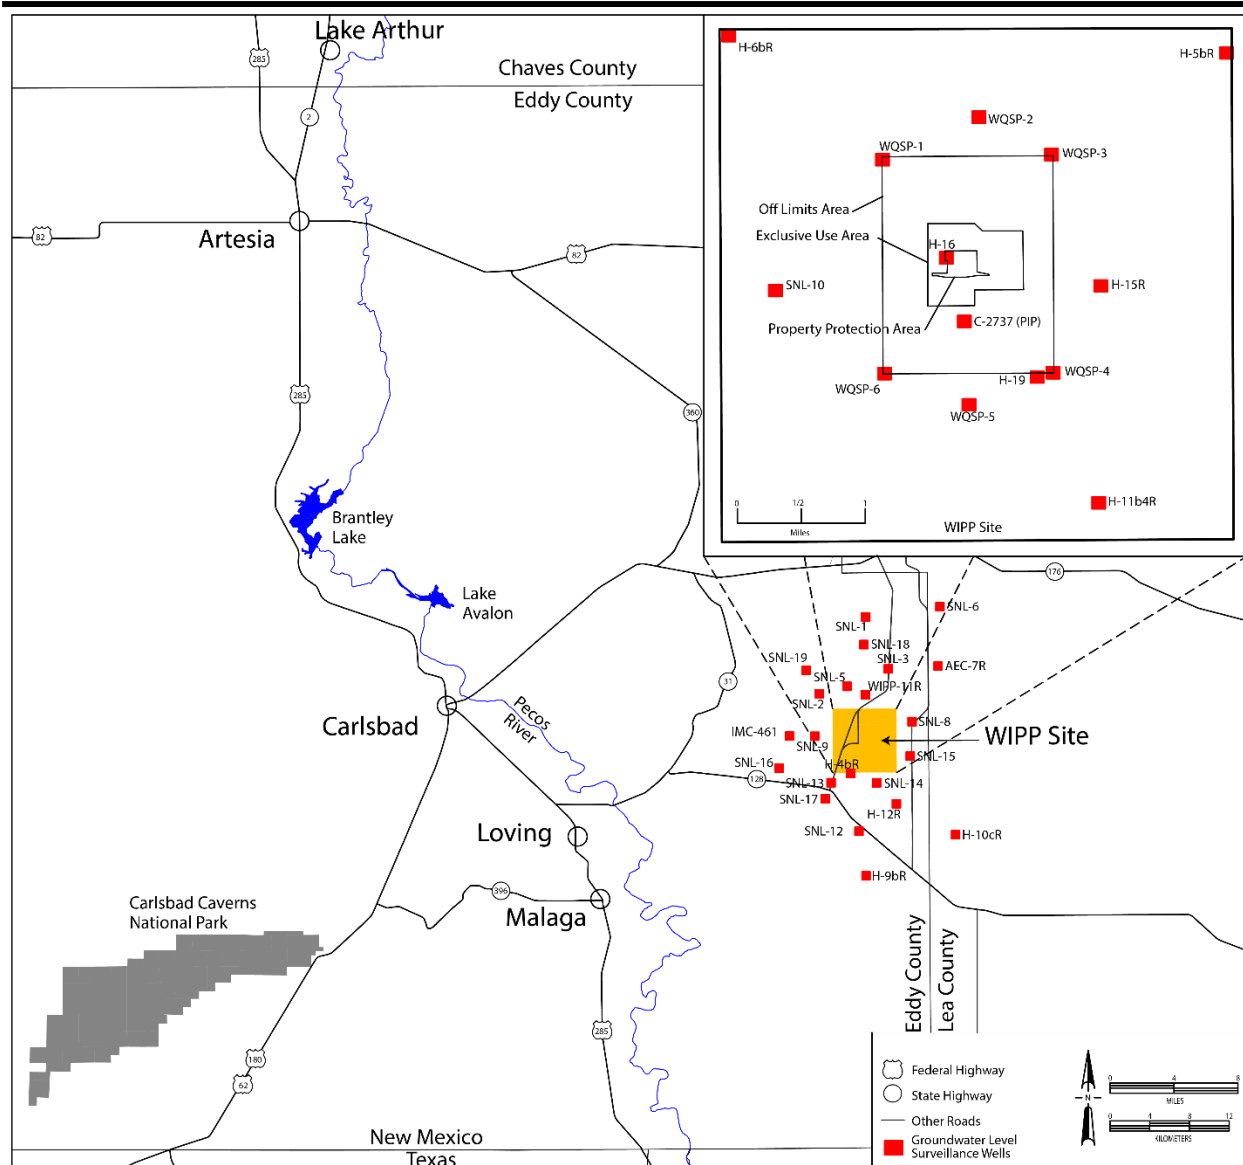 Lake Arthur
285
Chaves County
Eddy County
2
Artesia
82
82
285
360
Brantley
Lake
Lake
Avalon
Carlsbad
Pecos
River
31
128
Loving
Malaga
396
285
Carlsbad Caverns
National Park
180
62
New Mexico
Texas
H-6bR
H-5bR
WQSP-2
WQSP-1
WQSP-3
Off Limits Area
Exclusive Use Area
H-16
SNL-10
H-15R
Property Protection Area
C-2737 (PIP)
WQSP-6
H-19
WQSP-4
WQSP-5
H-11b4R
0
1/2
1
Miles
WIPP Site
176
SNL-6
SNL-1
SNL-18
SNL-3
SNL-19
AEC-7R
SNL-5
WIPP-11R
SNL-2
SNL-8
IMC-461
SNL-9
WIPP Site
SNL-15
SNL-16
H-4bR
SNL-13
SNL-14
SNL-17
H-12R
SNL-12
H-10cR
H-9bR
Eddy County
Lea County
Federal Highway
State Highway
Other Roads
Groundwater Level
Surveillance Wells
N
0 4 8
MILES
0 4 8 12
KILOMETERS